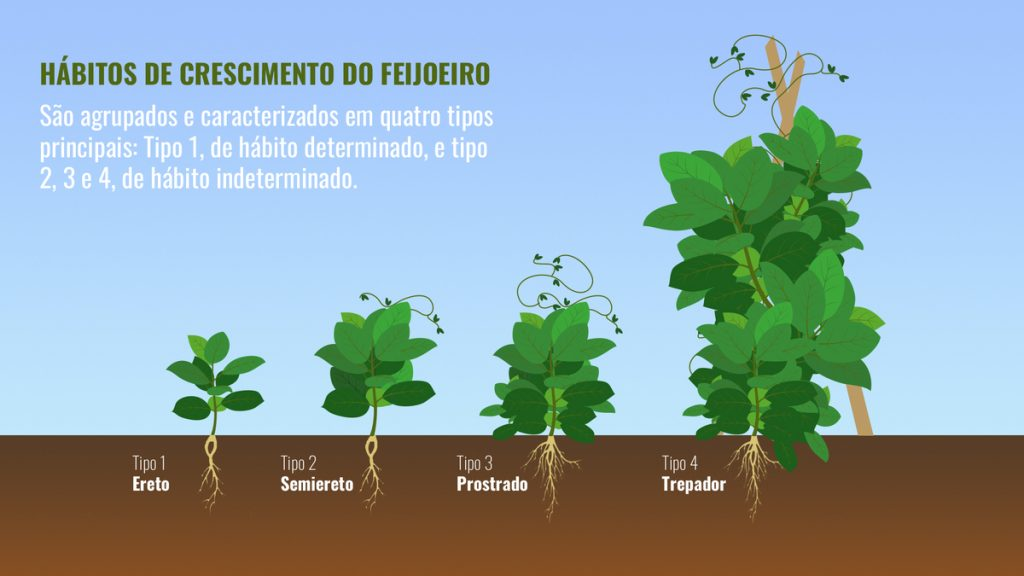 HÁBITOS DE CRESCIMENTO DO FEIJOEIRO
São agrupados e caracterizados em quatro tipos
principais: Tipo 1, de hábito determinado, e tipo
2, 3 e 4, de hábito indeterminado.
Tipo 1
Ereto
Tipo 2
Semiereto
Tipo 3
Prostrado
Tipo 4
Trepador